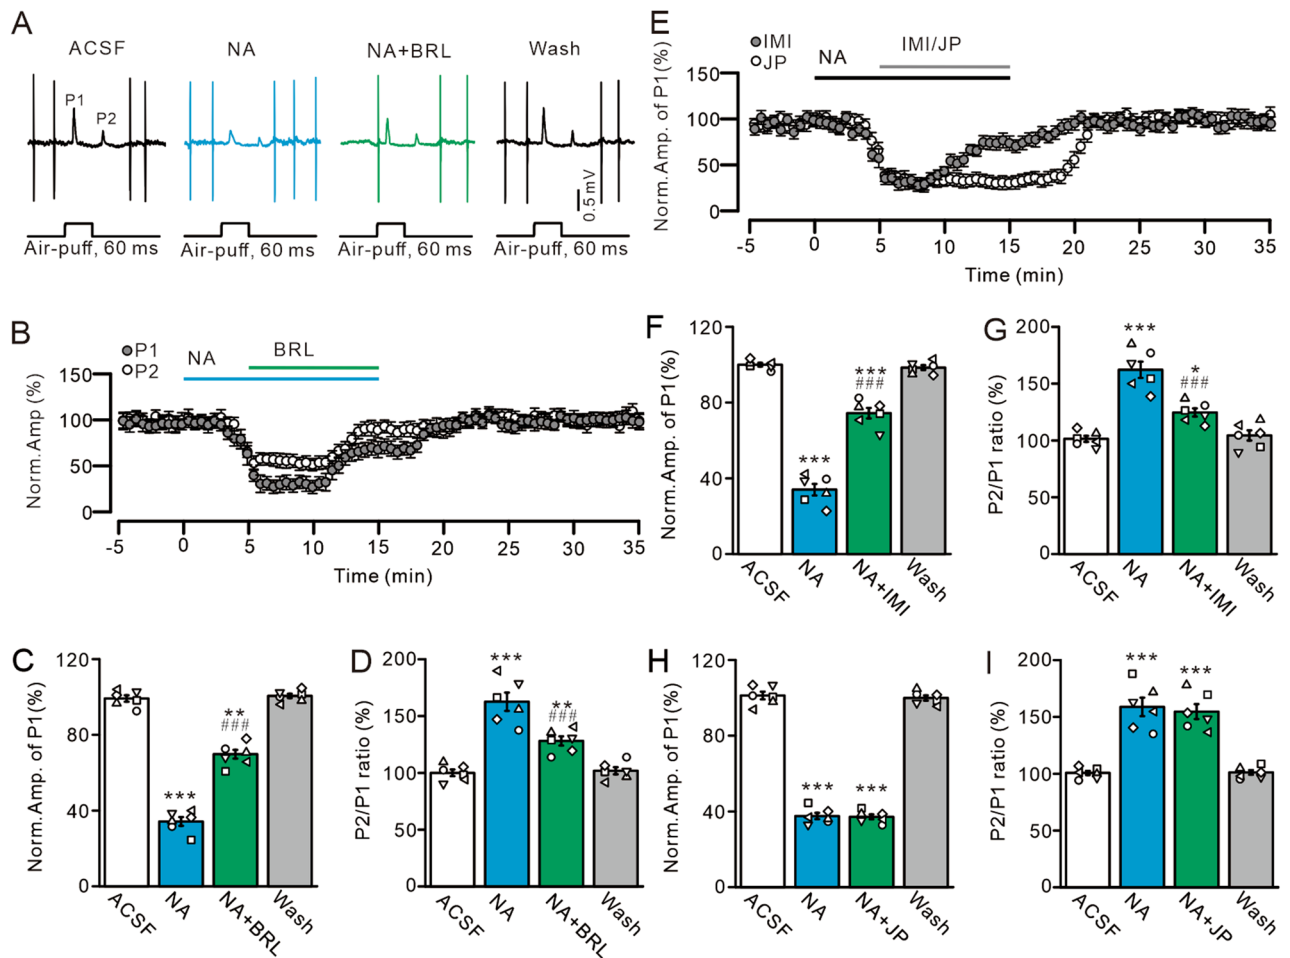 A
ACSF
NA
NA+BRL
Wash
P1
P2
0.5 mV
Air-puff, 60 ms
Air-puff, 60 ms
Air-puff, 60 ms
Air-puff, 60 ms
B
P1
P2
NA
BRL
Norm.Amp (%)
150
100
50
0
-5
0
5
10
15
20
25
30
35
Time (min)
C
Norm.Amp. of P1(%)
120
80
40
0
***
**
###
ACSF
NA
NA+BRL
Wash
D
P2/P1 ratio (%)
200
150
100
50
0
***
**
###
ACSF
NA
NA+BRL
Wash
E
IMI
JP
NA
IMI/JP
Norm.Amp. of P1(%)
150
100
50
0
-5
0
5
10
15
20
25
30
35
Time (min)
F
Norm.Amp. of P1(%)
120
80
40
0
***
***
###
ACSF
NA
NA+IMI
Wash
G
P2/P1 ratio (%)
200
150
100
50
0
***
*
###
ACSF
NA
NA+IMI
Wash
H
Norm.Amp. of P1(%)
120
80
40
0
***
***
ACSF
NA
NA+JP
Wash
I
P2/P1 ratio (%)
200
150
100
50
0
***
***
ACSF
NA
NA+JP
Wash